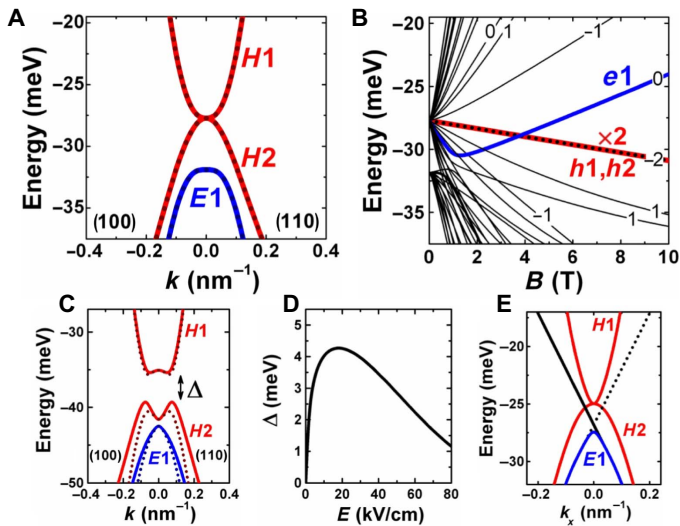 A
Energy (meV)
−20
−25
−30
−35
H1
H2
E1
(100)
(110)
−0.4
−0.2
0.0
0.2
0.4
k (nm⁻¹)
B
Energy (meV)
−20
−25
−30
−35
0
1
−1
e1
0
×2
h1,h2
−2
−1
1
1
0
2
4
6
8
10
B (T)
C
Energy (meV)
−30
−40
−50
H1
Δ
H2
E1
(100)
(110)
−0.4
−0.2
0.0
0.2
0.4
k (nm⁻¹)
D
Δ (meV)
5
4
3
2
1
0
0
20
40
60
80
E (kV/cm)
E
Energy (meV)
−20
−25
−30
H1
H2
E1
−0.2
0.0
0.2
kx (nm⁻¹)